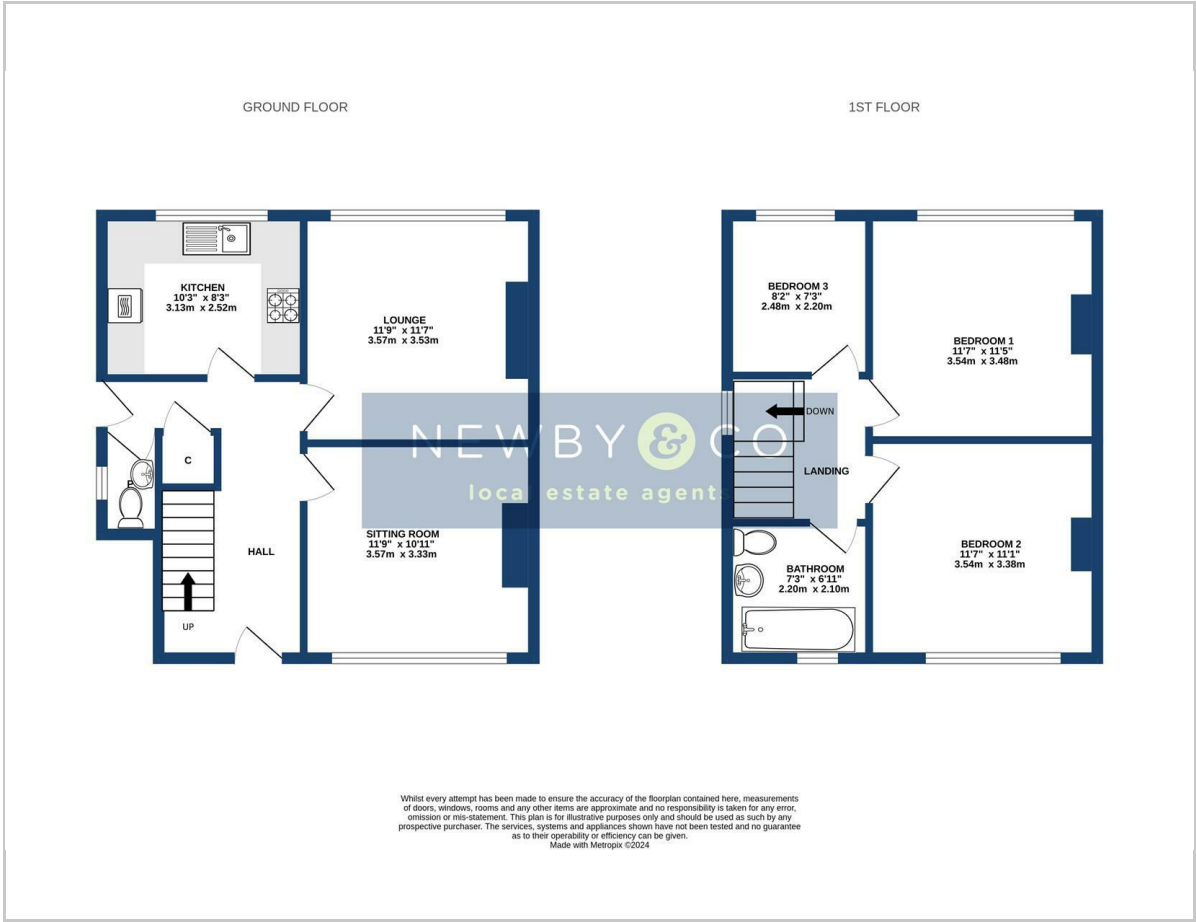 GROUND FLOOR
1ST FLOOR
KITCHEN
10'3" x 8'3"
3.13m x 2.52m
LOUNGE
11'9" x 11'7"
3.57m x 3.53m
C
HALL
UP
SITTING ROOM
11'9" x 10'11"
3.57m x 3.33m
BEDROOM 3
8'2" x 7'3"
2.48m x 2.20m
BEDROOM 1
11'7" x 11'5"
3.54m x 3.48m
DOWN
LANDING
BATHROOM
7'3" x 6'11"
2.20m x 2.10m
BEDROOM 2
11'7" x 11'1"
3.54m x 3.38m
NEWBY & CO
local estate agents
Whilst every attempt has been made to ensure the accuracy of the floorplan contained here, measurements
of doors, windows, rooms and any other items are approximate and no responsibility is taken for any error,
omission or mis-statement. This plan is for illustrative purposes only and should be used as such by any
prospective purchaser. The services, systems and appliances shown have not been tested and no guarantee
as to their operability or efficiency can be given.
Made with Metropix ©2024